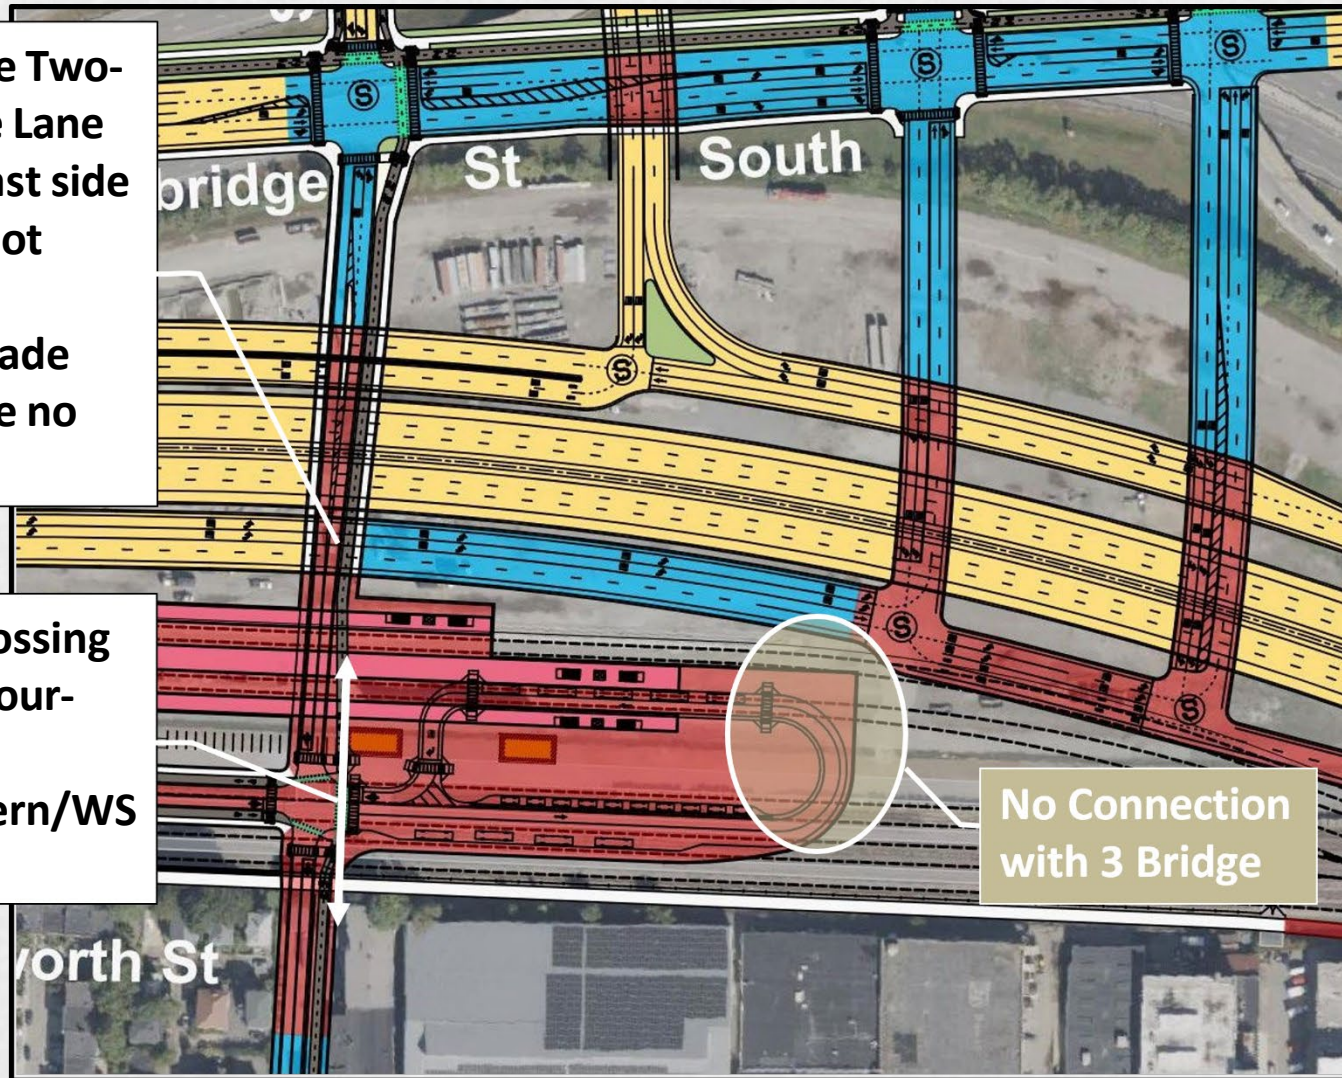 e Two-
e Lane
ast side
ot
ade
e no
ossing
our-
ern/WS
bridge
St
South
S
S
S
S
S
S
orth St
No Connection
with 3 Bridge